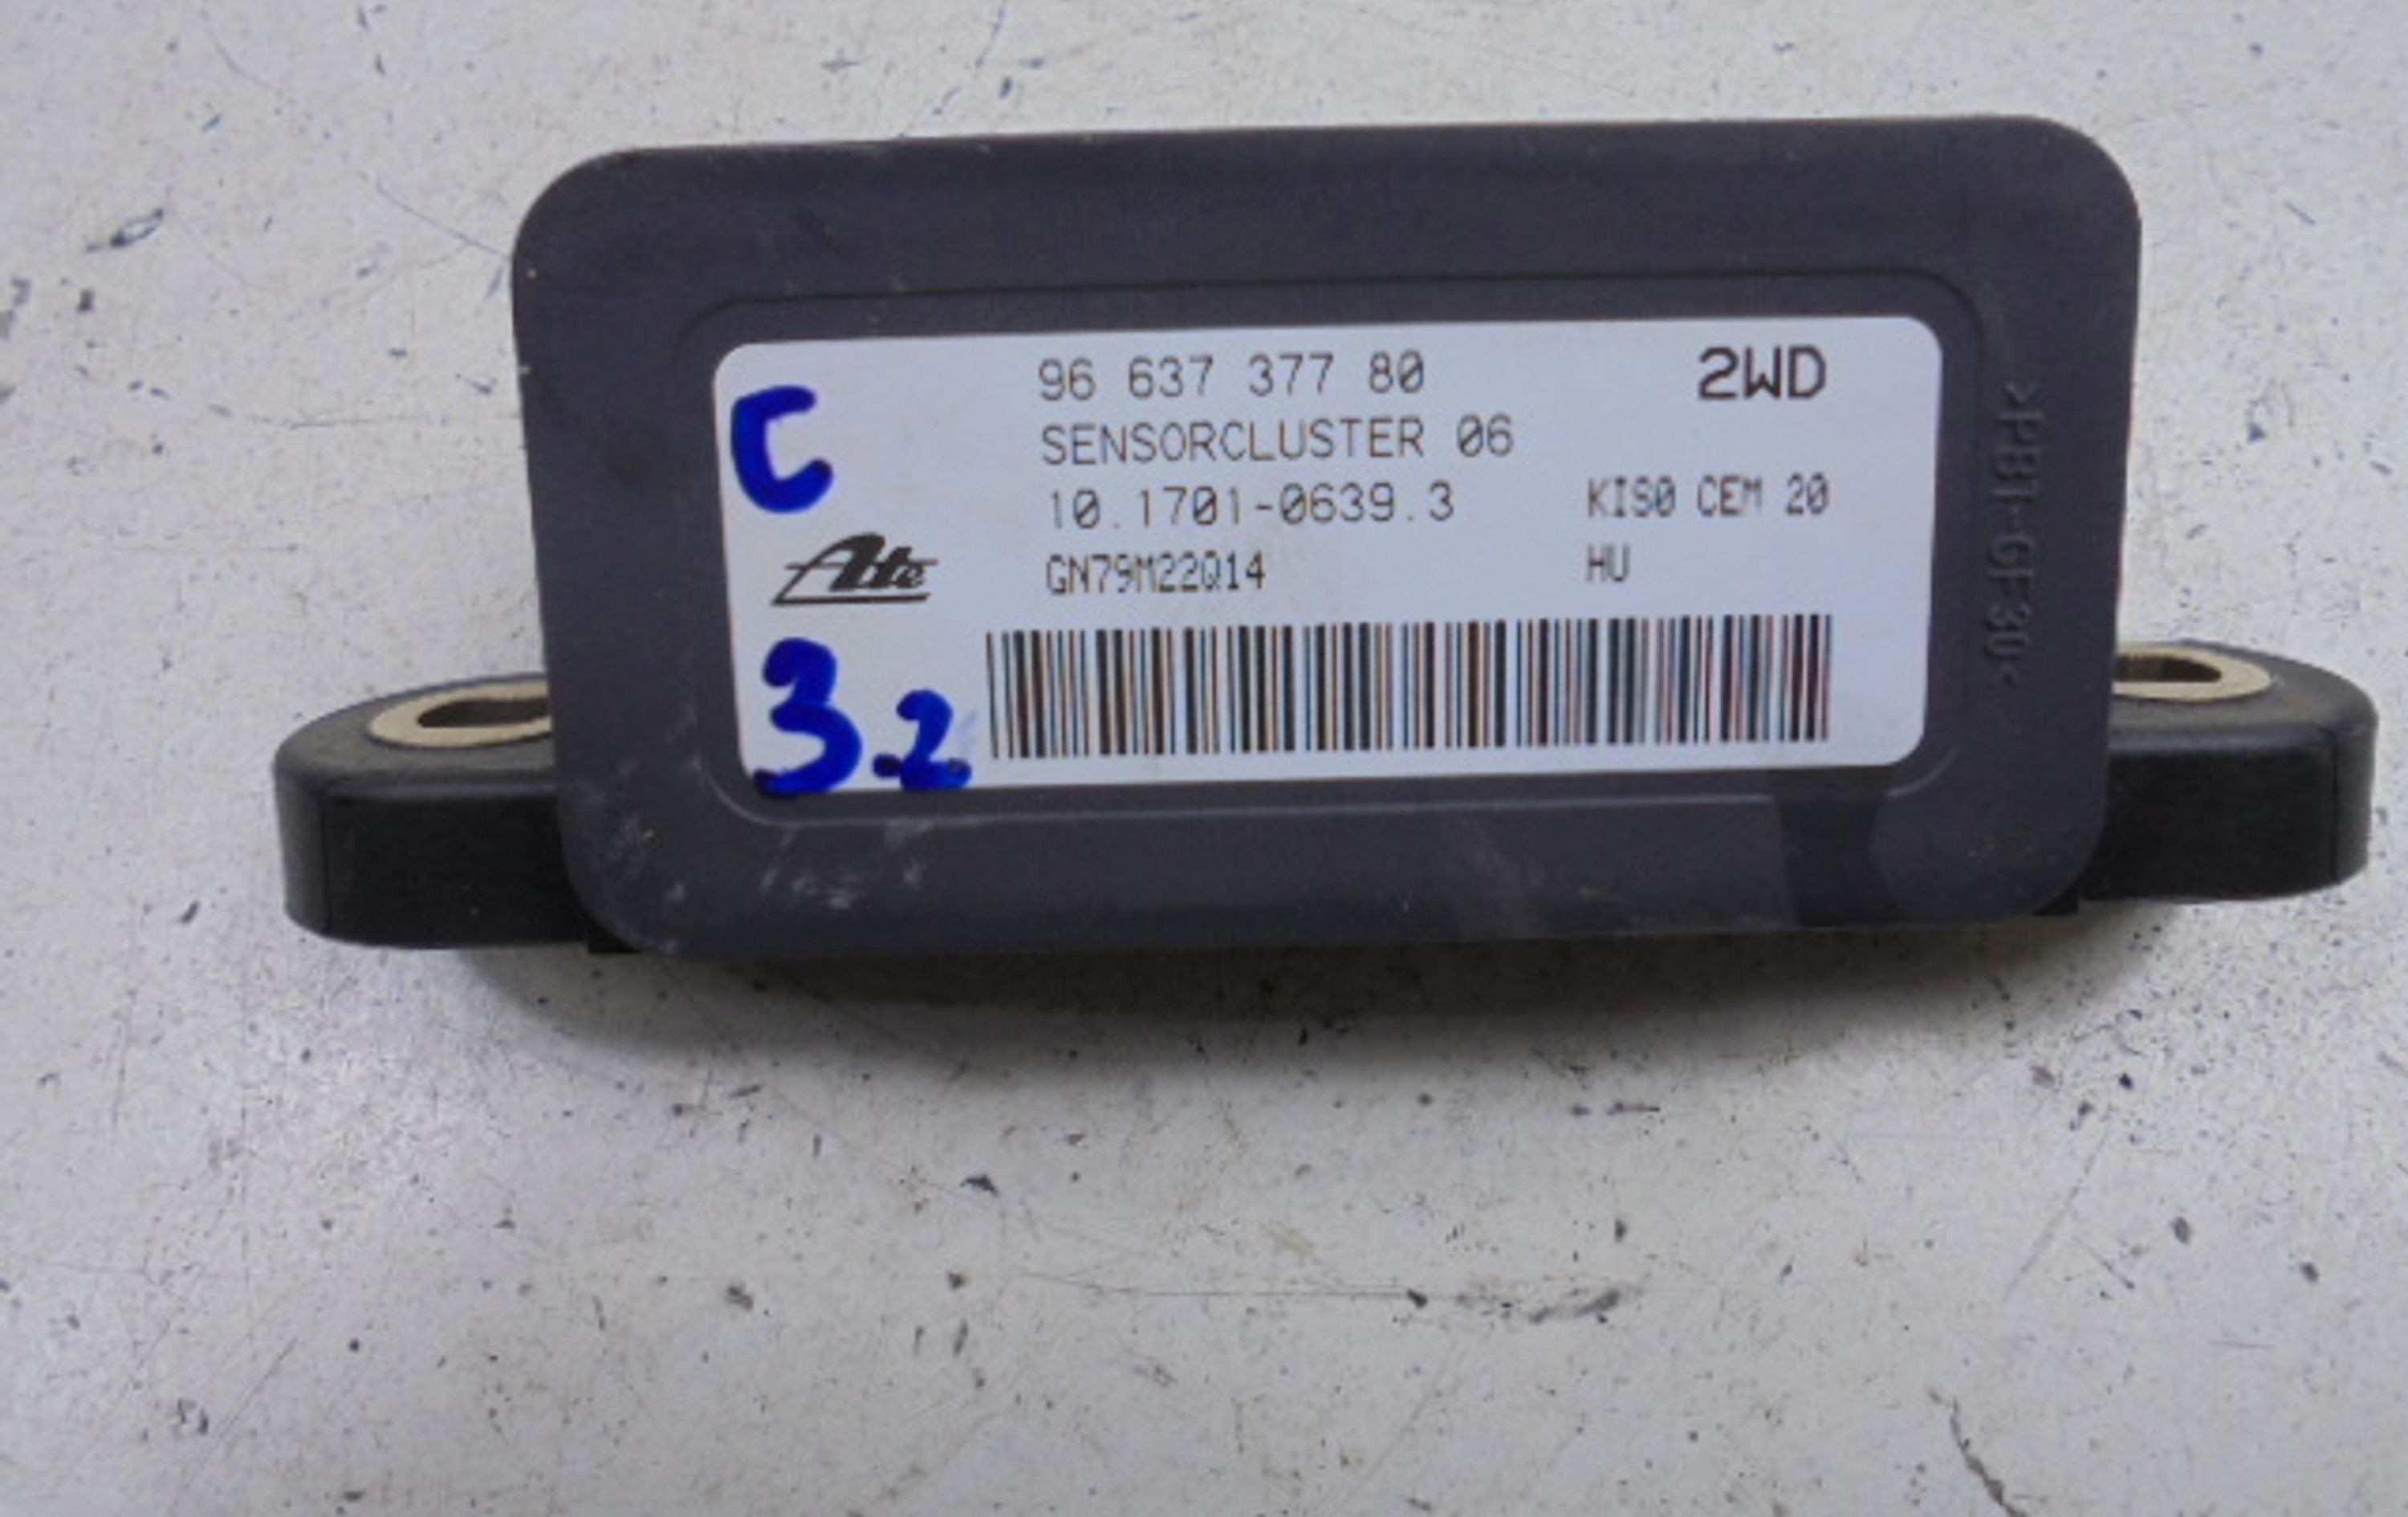 96 637 377 80 2WD
C
SENSORCLUSTER 06
10.1701-0639.3 KIS0 CEM 20
Ate GN79M22Q14 HU
3.2
>PBT-GF30<